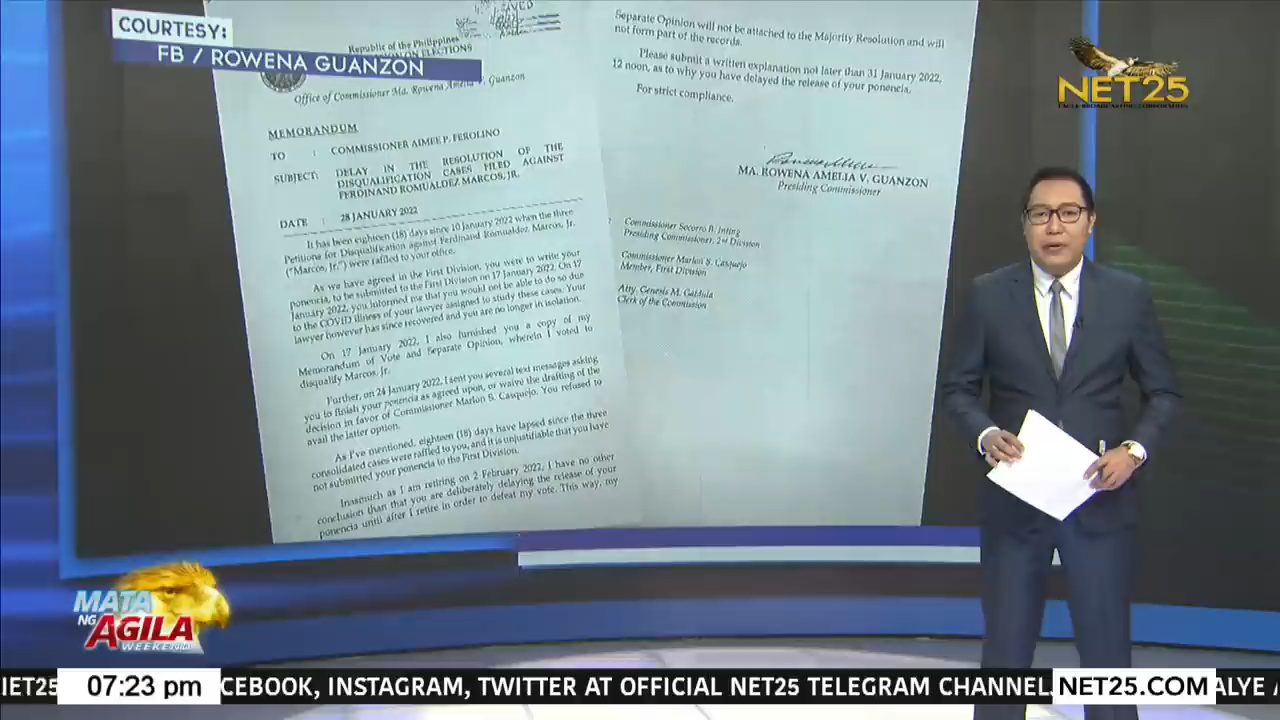 COURTESY:
FB / ROWENA GUANZON
Republic of the Philippines
ON ELECTIONS
Office of Commissioner Ma. Rowena Amelia V. Guanzon
MEMORANDUM
TO : COMMISSIONER AIMEE P. FEROLINO
SUBJECT: DELAY IN THE RESOLUTION OF THE
DISQUALIFICATION CASES FILED AGAINST
FERDINAND ROMUALDEZ MARCOS, JR.
DATE : 28 JANUARY 2022
It has been eighteen (18) days since 10 January 2022 when the three
Petitions for Disqualification against Ferdinand Romualdez Marcos, Jr.
("Marcos, Jr.") were raffled to your office.
As we have agreed in the First Division, you were to write your
ponencia, to be submitted to the First Division on 17 January 2022. On 17
January 2022, you informed me that you would not be able to do so due
to the COVID illness of your lawyer assigned to study these cases. Your
lawyer however has since recovered and you are no longer in isolation.
On 17 January 2022, I also furnished you a copy of my
Memorandum of Vote and Separate Opinion, wherein I voted to
disqualify Marcos, Jr.
Further, on 24 January 2022, I sent you several text messages asking
you to finish your ponencia as agreed upon, or waive the drafting of the
decision in favor of Commissioner Marlon S. Casquejo. You refused to
avail the latter option.
As I've mentioned, eighteen (18) days have lapsed since the three
consolidated cases were raffled to you, and it is unjustifiable that you have
not submitted your ponencia to the First Division.
Inasmuch as I am retiring on 2 February 2022, I have no other
conclusion than that you are deliberately delaying the release of your
ponencia until after I retire in order to defeat my vote. This way, my
Separate Opinion will not be attached to the Majority Resolution and will
not form part of the records.
Please submit a written explanation not later than 31 January 2022,
12 noon, as to why you have delayed the release of your ponencia.
For strict compliance.
MA. ROWENA AMELIA V. GUANZON
Presiding Commissioner
Commissioner Socorro B. Inting
Presiding Commissioner, 2nd Division
Commissioner Marlon S. Casquejo
Member, First Division
Atty. Genesis M. Gatdula
Clerk of the Commission
NET25
EAGLE BROADCASTING CORPORATION
MATA
NG
AGILA
WEEKEND
IET25
07:23 pm
CEBOOK, INSTAGRAM, TWITTER AT OFFICIAL NET25 TELEGRAM CHANNEL
NET25.COM
ALYE